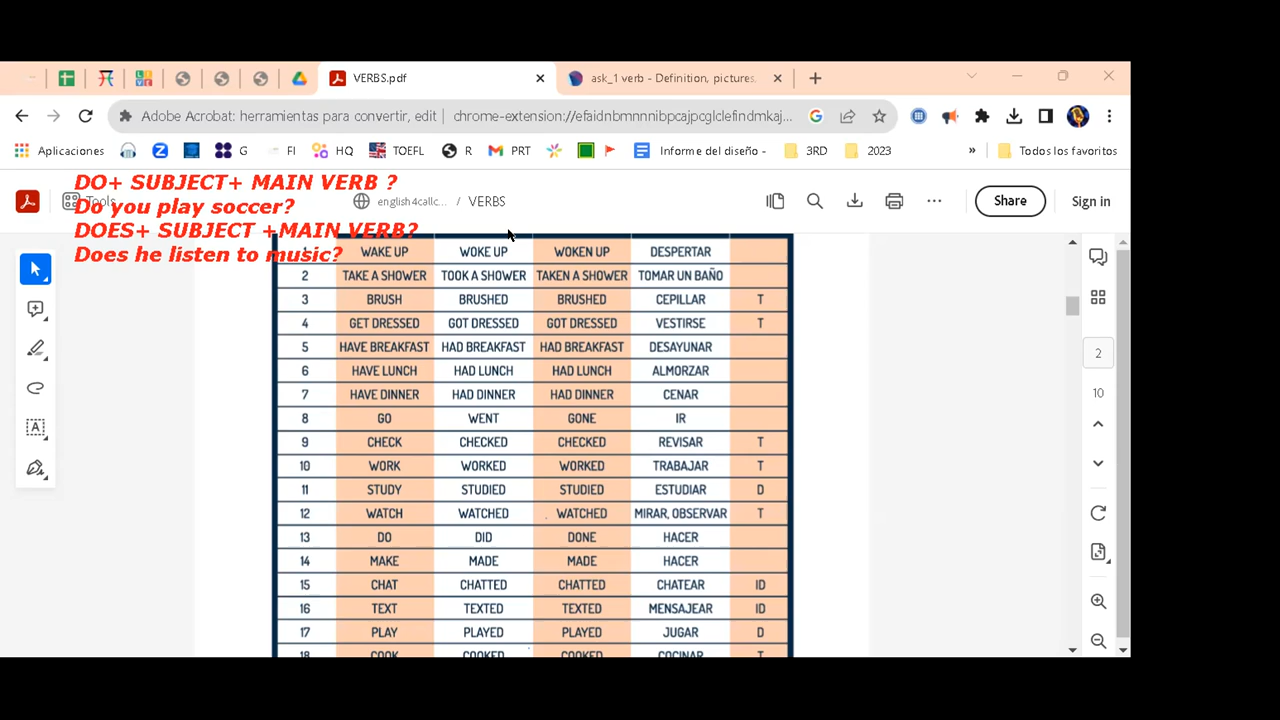 VERBS.pdf
ask_1 verb - Definition, pictures,
Adobe Acrobat: herramientas para convertir, edit | chrome-extension://efaidnbmnnnibpcajpcglclefindmkaj...
Aplicaciones G FI HQ TOEFL R PRT Informe del diseño - 3RD 2023 » Todos los favoritos
DO+ SUBJECT+ MAIN VERB ?
Tools english4callc... / VERBS Share Sign in
Do you play soccer?
DOES+ SUBJECT +MAIN VERB?
Does he listen to music?
1 WAKE UP WOKE UP WOKEN UP DESPERTAR
2 TAKE A SHOWER TOOK A SHOWER TAKEN A SHOWER TOMAR UN BAÑO
3 BRUSH BRUSHED BRUSHED CEPILLAR T
4 GET DRESSED GOT DRESSED GOT DRESSED VESTIRSE T
5 HAVE BREAKFAST HAD BREAKFAST HAD BREAKFAST DESAYUNAR
6 HAVE LUNCH HAD LUNCH HAD LUNCH ALMORZAR
7 HAVE DINNER HAD DINNER HAD DINNER CENAR
8 GO WENT GONE IR
9 CHECK CHECKED CHECKED REVISAR T
10 WORK WORKED WORKED TRABAJAR T
11 STUDY STUDIED STUDIED ESTUDIAR D
12 WATCH WATCHED WATCHED MIRAR, OBSERVAR T
13 DO DID DONE HACER
14 MAKE MADE MADE HACER
15 CHAT CHATTED CHATTED CHATEAR ID
16 TEXT TEXTED TEXTED MENSAJEAR ID
17 PLAY PLAYED PLAYED JUGAR D
18 COOK COOKED COOKED COCINAR T
2
10